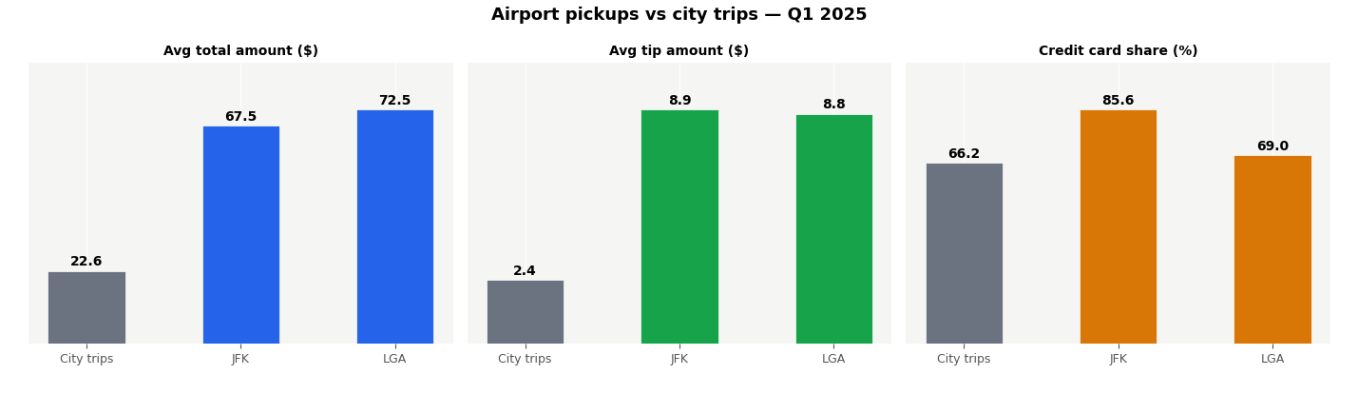 Airport pickups vs city trips — Q1 2025
Avg total amount ($)
22.6
67.5
72.5
City trips
JFK
LGA
Avg tip amount ($)
2.4
8.9
8.8
City trips
JFK
LGA
Credit card share (%)
66.2
85.6
69.0
City trips
JFK
LGA